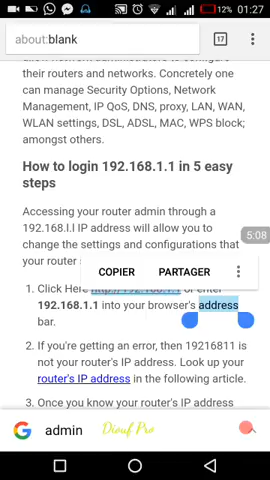 12% 01:27
about:blank
17
their routers and networks. Concretely one
can manage Security Options, Network
Management, IP QoS, DNS, proxy, LAN, WAN,
WLAN settings, DSL, ADSL, MAC, WPS block;
amongst others.
How to login 192.168.1.1 in 5 easy
steps
Accessing your router admin through a
192.168.l.l IP address will allow you to
change the settings and configurations that
your router
5:08
COPIER PARTAGER
1. Click Here http://192.168.1.1 or enter
192.168.1.1 into your browser's address
bar.
2. If you're getting an error, then 19216811 is
not your router's IP address. Look up your
router's IP address in the following article.
3. Once you know your router's IP address
G admin Diouf Pro